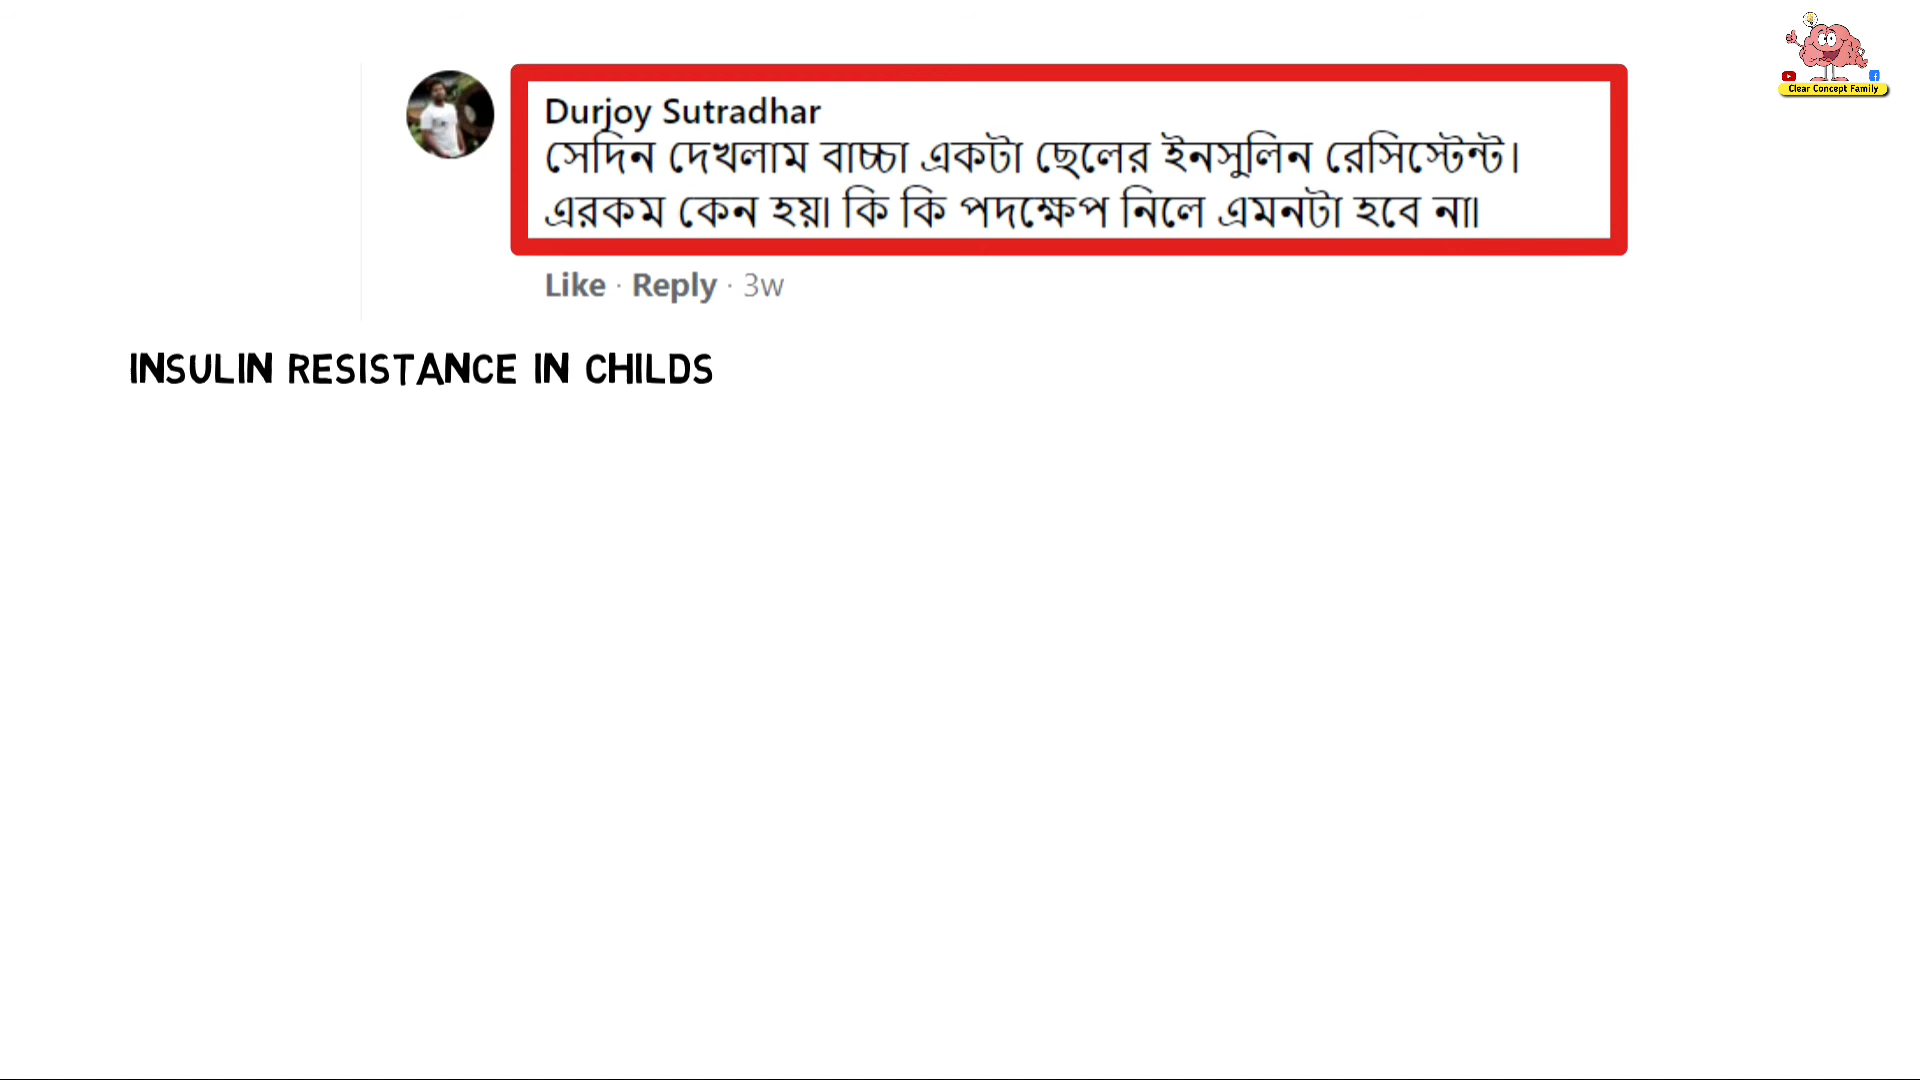 Clear Concept Family
Durjoy Sutradhar
সেদিন দেখলাম বাচ্চা একটা ছেলের ইনসুলিন রেসিস্টেন্ট।
এরকম কেন হয়৷ কি কি পদক্ষেপ নিলে এমনটা হবে না৷৷
Like · Reply · 3w
INSULIN RESISTANCE IN CHILDS